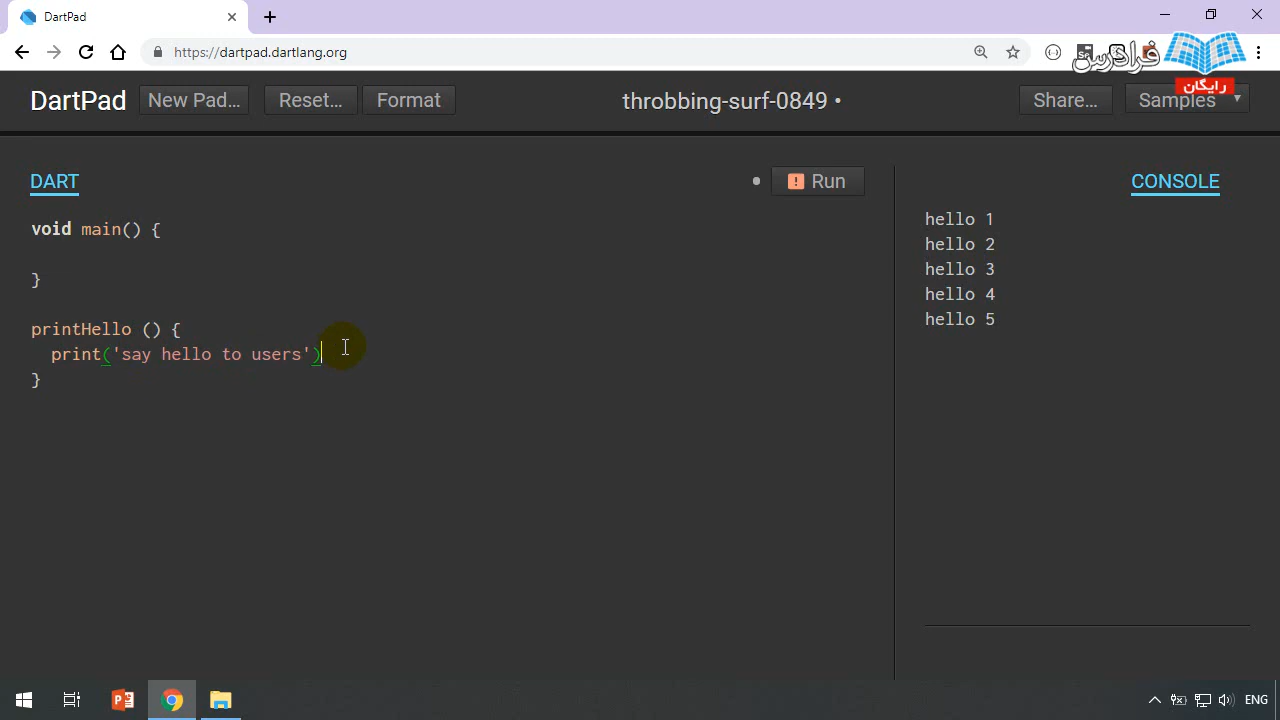 DartPad
https://dartpad.dartlang.org
فرادرس
رایگان
DartPad
New Pad...
Reset...
Format
throbbing-surf-0849 •
Share...
Samples
DART
Run
CONSOLE
void main() {
}
printHello () {
print('say hello to users')
}
hello 1
hello 2
hello 3
hello 4
hello 5
ENG